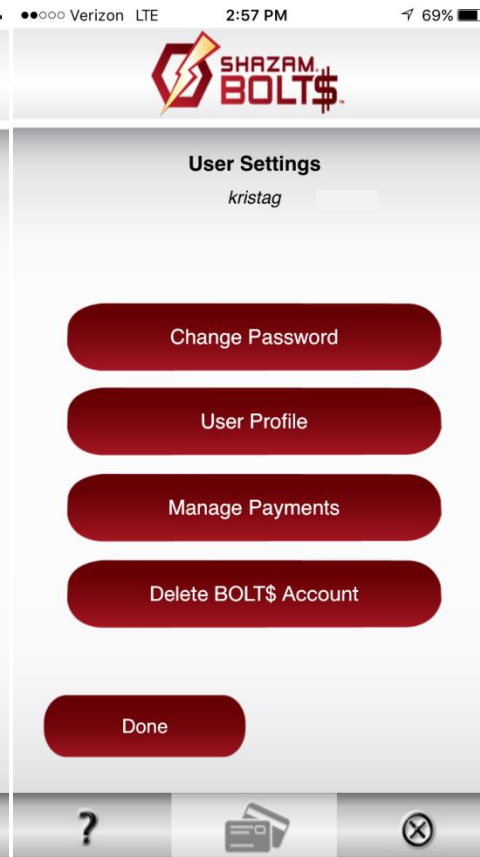 Verizon LTE 2:57 PM 69%
SHAZAM
BOLT$
User Settings
kristag
Change Password
User Profile
Manage Payments
Delete BOLT$ Account
Done
?